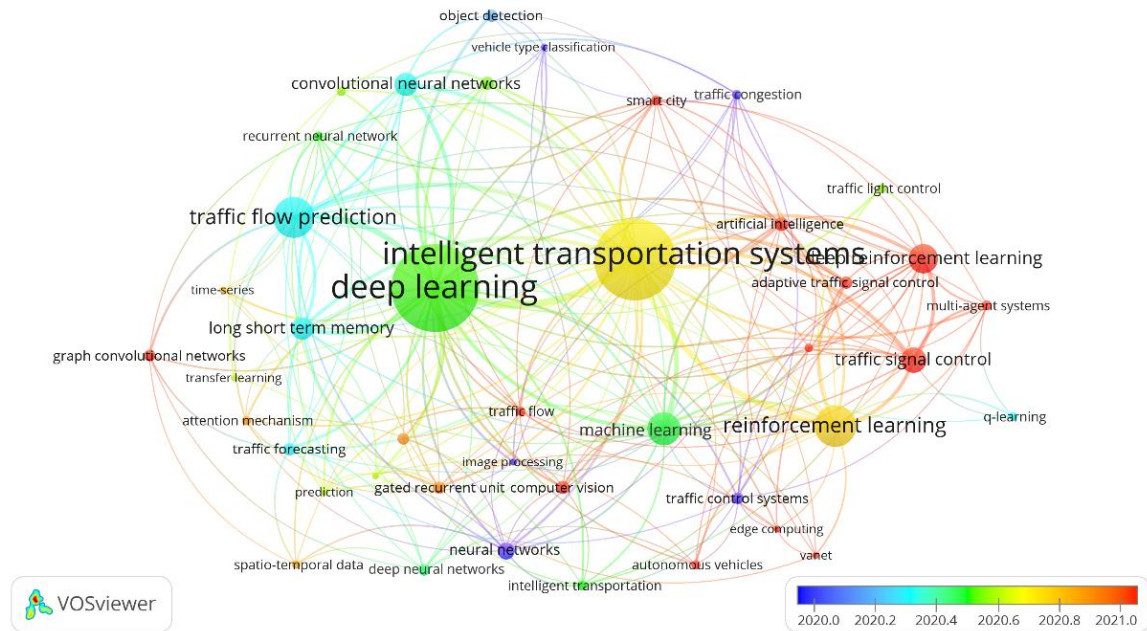 object detection
vehicle type classification
convolutional neural networks
traffic congestion
smart city
recurrent neural network
traffic light control
traffic flow prediction
artificial intelligence
intelligent transportation systems
deep reinforcement learning
adaptive traffic signal control
deep learning
time-series
multi-agent systems
long short term memory
graph convolutional networks
traffic signal control
transfer learning
traffic flow
q-learning
attention mechanism
reinforcement learning
machine learning
traffic forecasting
image processing
prediction
gated recurrent unit
computer vision
traffic control systems
edge computing
neural networks
vanet
spatio-temporal data
deep neural networks
autonomous vehicles
intelligent transportation
VOSviewer
2020.0 2020.2 2020.4 2020.6 2020.8 2021.0